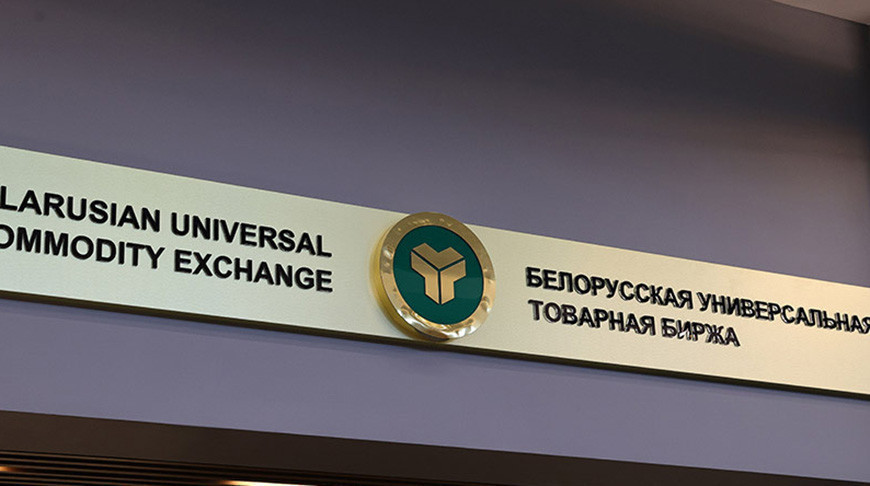 LARUSIAN UNIVERSAL
OMMODITY EXCHANGE
БЕЛОРУССКАЯ УНИВЕРСАЛЬНАЯ
ТОВАРНАЯ БИРЖА